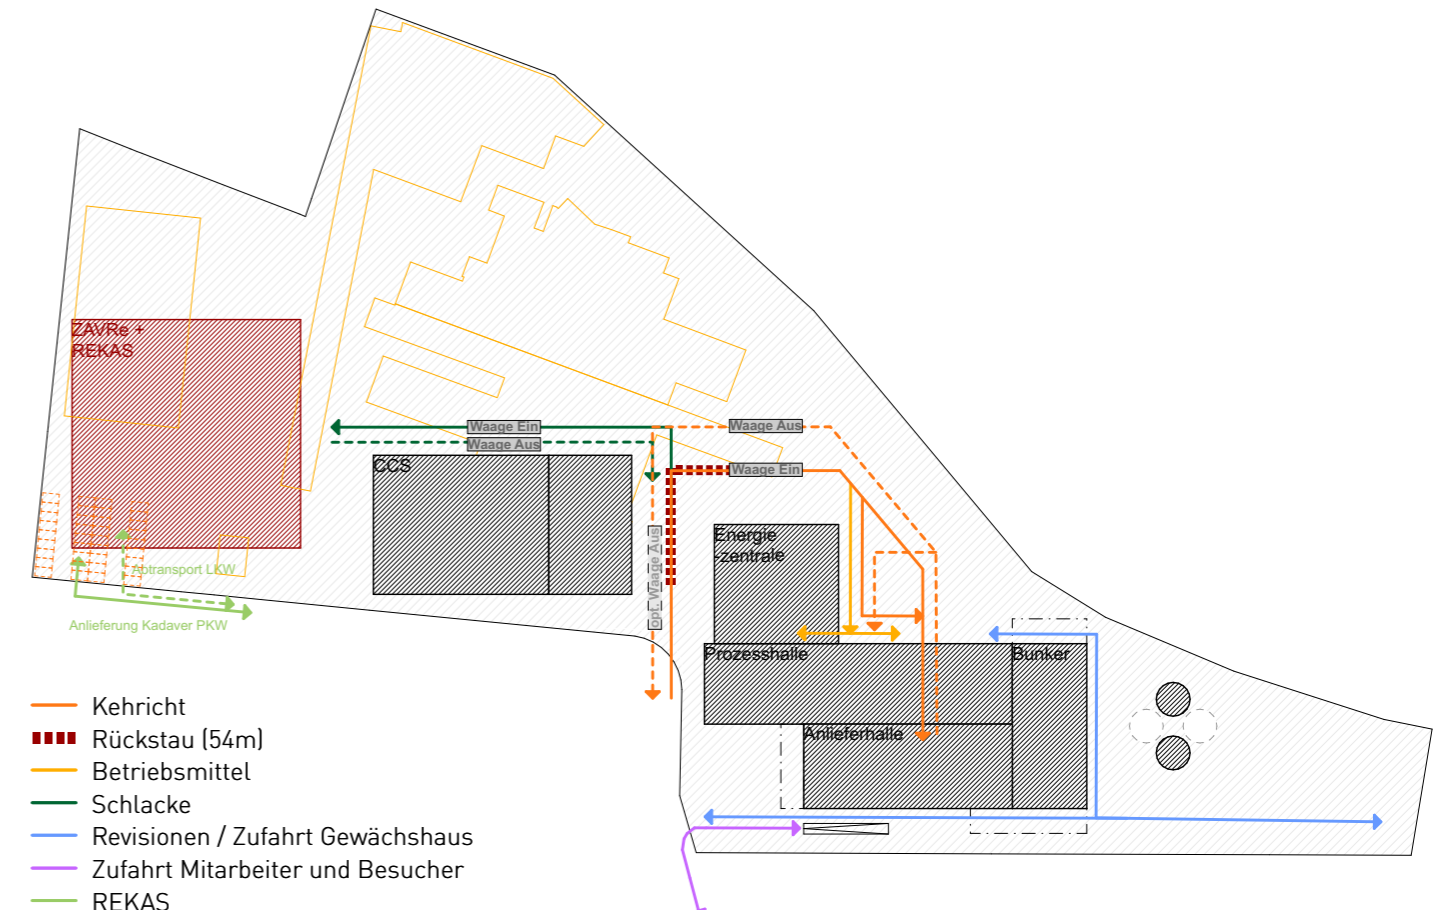 ZAVRe +
REKAS
Waage Ein
Waage Aus
Waage Aus
Waage Ein
CCS
opt. Waage Aus
Energie
-zentrale
Abtransport LKW
Anlieferung Kadaver PKW
Prozesshalle
Bunker
Anlieferhalle
Kehricht
Rückstau (54m)
Betriebsmittel
Schlacke
Revisionen / Zufahrt Gewächshaus
Zufahrt Mitarbeiter und Besucher
REKAS